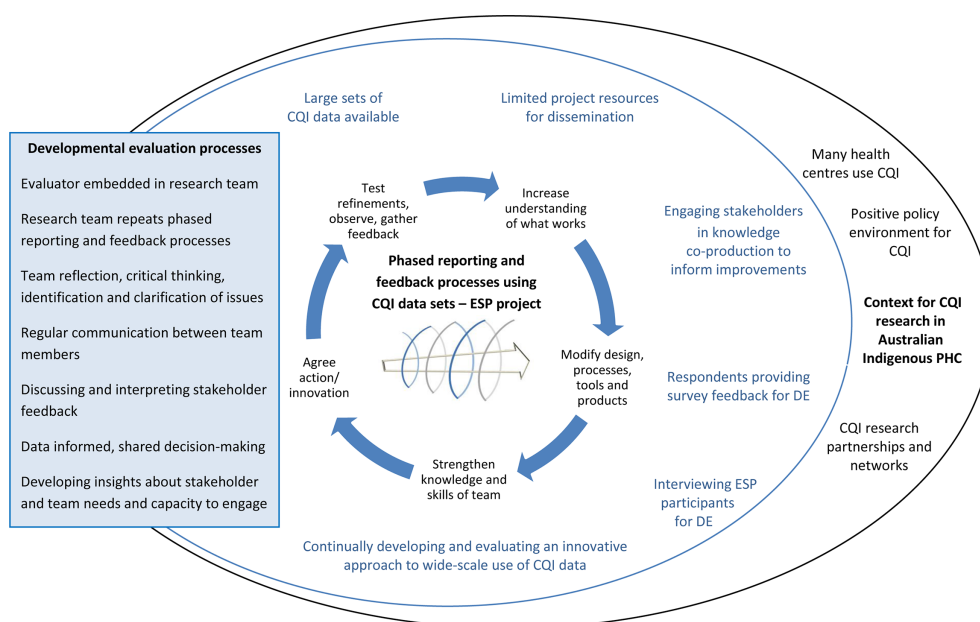 Large sets of
CQI data available
Limited project resources
for dissemination
Developmental evaluation processes
Evaluator embedded in research team
Research team repeats phased
reporting and feedback processes
Team reflection, critical thinking,
identification and clarification of issues
Regular communication between team
members
Discussing and interpreting stakeholder
feedback
Data informed, shared decision-making
Developing insights about stakeholder
and team needs and capacity to engage
Test
refinements,
observe, gather
feedback
Increase
understanding
of what works
Phased reporting and
feedback processes using
CQI data sets – ESP project
Agree
action/
innovation
Modify design,
processes,
tools and
products
Strengthen
knowledge and
skills of team
Engaging stakeholders
in knowledge
co-production to
inform improvements
Respondents providing
survey feedback for DE
Interviewing ESP
participants
for DE
Continually developing and evaluating an innovative
approach to wide-scale use of CQI data
Many health
centres use CQI
Positive policy
environment for
CQI
Context for CQI
research in
Australian
Indigenous PHC
CQI research
partnerships and
networks